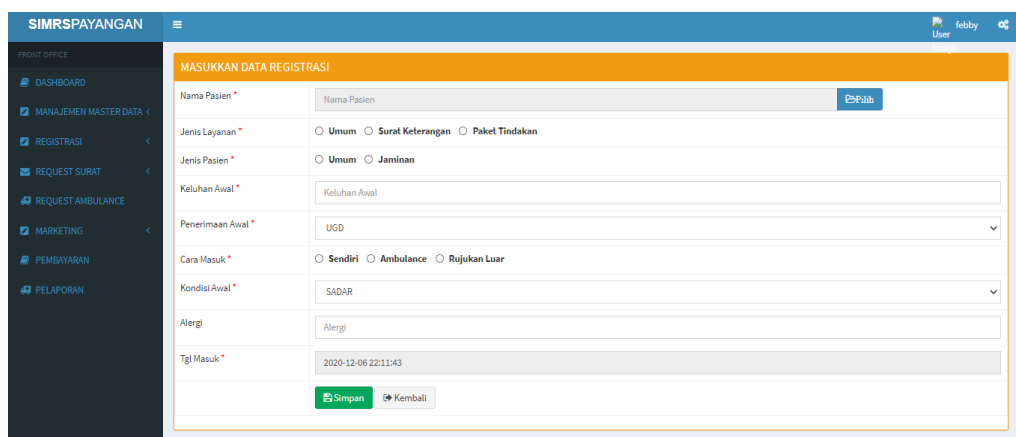 SIMRSPAYANGAN
User
febby
FRONT OFFICE
DASHBOARD
MANAJEMEN MASTER DATA
REGISTRASI
REQUEST SURAT
REQUEST AMBULANCE
MARKETING
PEMBAYARAN
PELAPORAN
MASUKKAN DATA REGISTRASI
Nama Pasien * Nama Pasien Pilih
Jenis Layanan * Umum Surat Keterangan Paket Tindakan
Jenis Pasien * Umum Jaminan
Keluhan Awal * Keluhan Awal
Penerimaan Awal * UGD
Cara Masuk * Sendiri Ambulance Rujukan Luar
Kondisi Awal * SADAR
Alergi Alergi
Tgl Masuk * 2020-12-06 22:11:43
Simpan Kembali